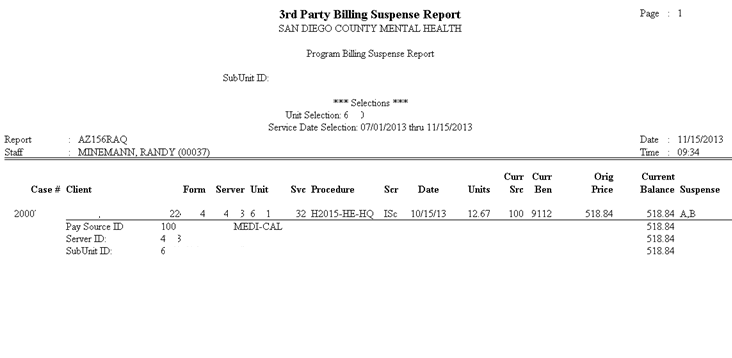 3rd Party Billing Suspense Report
Page : 1
SAN DIEGO COUNTY MENTAL HEALTH
Program Billing Suspense Report
SubUnit ID:
*** Selections ***
Unit Selection: 6
Service Date Selection: 07/01/2013 thru 11/15/2013
Report : AZ156RAQ Date : 11/15/2013
Staff : MINEMANN, RANDY (00037) Time : 09:34
Curr Curr Orig Current
Case # Client Form Server Unit Svc Procedure Scr Date Units Src Ben Price Balance Suspense
2000 , 22 4 4 3 6 1 32 H2015-HE-HQ ISc 10/15/13 12.67 100 9112 518.84 518.84 A,B
Pay Source ID 100 MEDI-CAL 518.84
Server ID: 4 3 518.84
SubUnit ID: 6 518.84